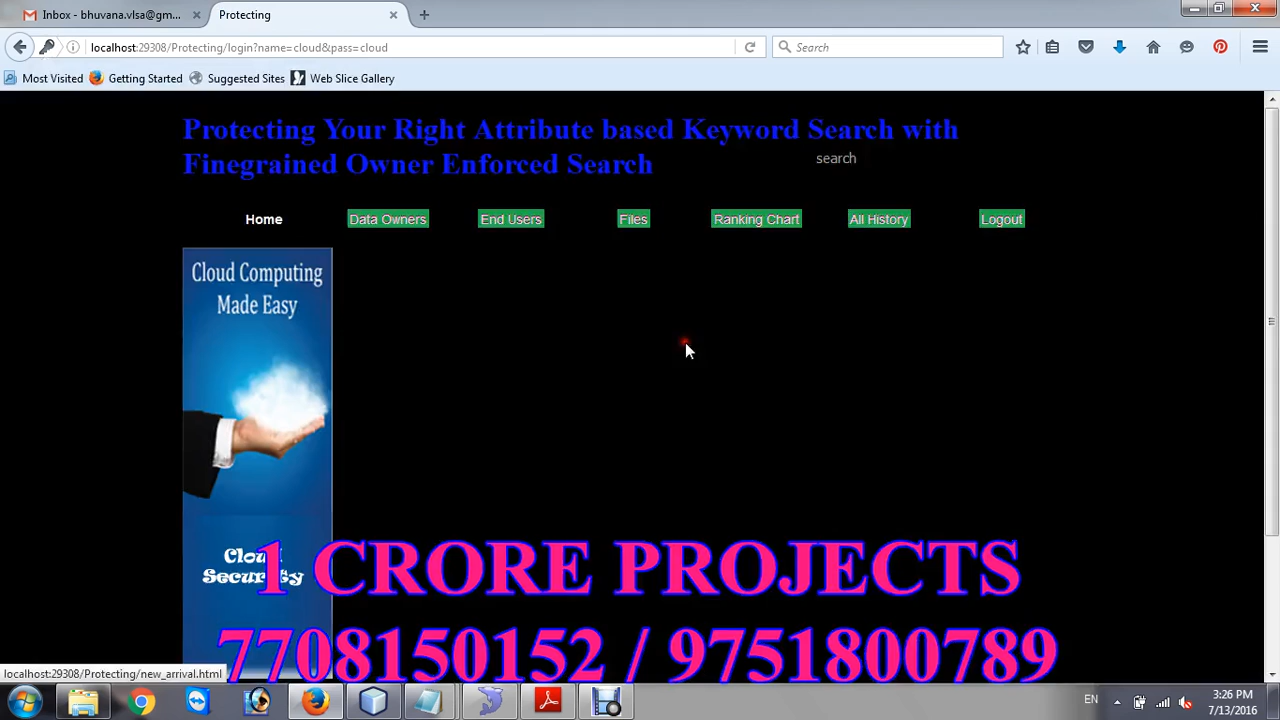 Inbox - bhuvana.vlsa@gm...
Protecting
localhost:29308/Protecting/login?name=cloud&pass=cloud
Search
Most Visited
Getting Started
Suggested Sites
Web Slice Gallery
Protecting Your Right Attribute based Keyword Search with
Finegrained Owner Enforced Search
search
Home
Data Owners
End Users
Files
Ranking Chart
All History
Logout
Cloud Computing
Made Easy
Cloud
Security
1 CRORE PROJECTS
7708150152 / 9751800789
localhost:29308/Protecting/new_arrival.html
EN
3:26 PM
7/13/2016